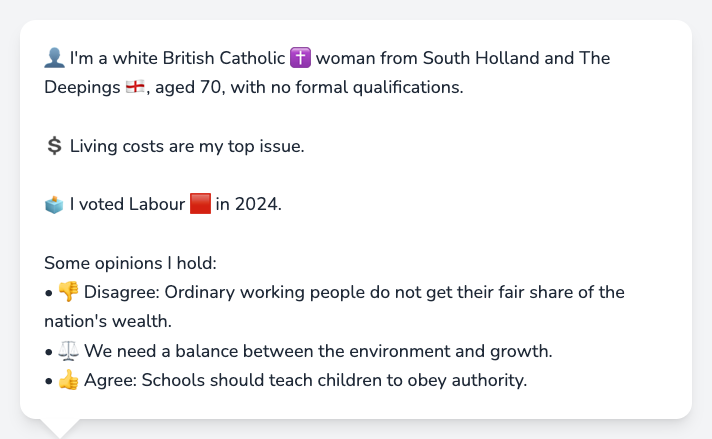 👤 I'm a white British Catholic ✝️ woman from South Holland and The
Deepings 🏴󠁧󠁢󠁥󠁮󠁧󠁿, aged 70, with no formal qualifications.
💲 Living costs are my top issue.
🗳️ I voted Labour 🟥 in 2024.
Some opinions I hold:
• 👎 Disagree: Ordinary working people do not get their fair share of the
nation's wealth.
• ⚖️ We need a balance between the environment and growth.
• 👍 Agree: Schools should teach children to obey authority.